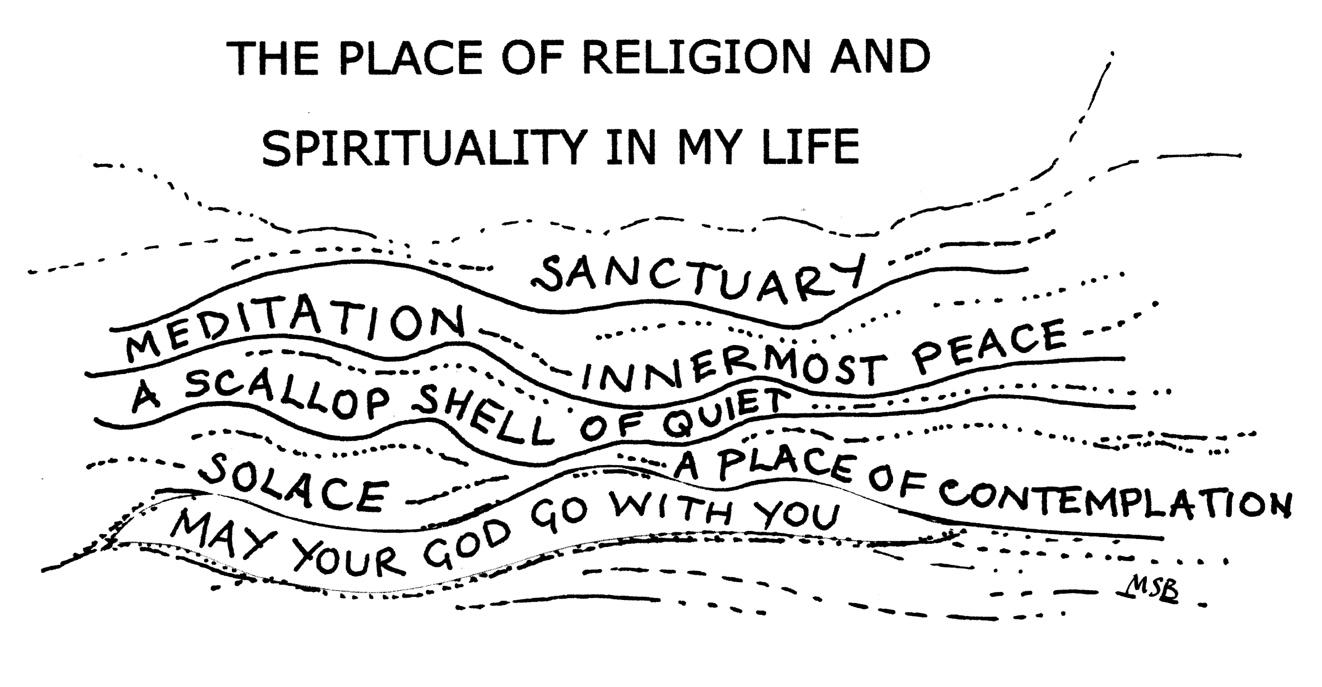 THE PLACE OF RELIGION AND
SPIRITUALITY IN MY LIFE
SANCTUARY
MEDITATION
INNERMOST PEACE
A SCALLOP SHELL OF QUIET
SOLACE
A PLACE OF CONTEMPLATION
MAY YOUR GOD GO WITH YOU
MSB